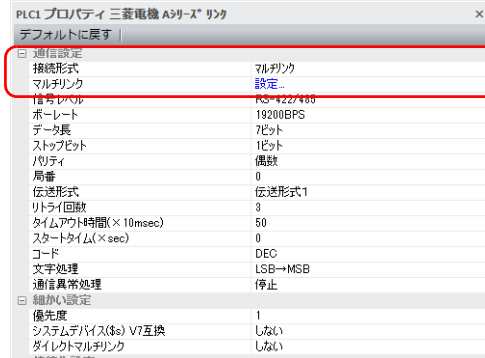 PLC1 プロパティ 三菱電機 Aｼﾘｰｽﾞ ﾘﾝｸ ×
デフォルトに戻す
通信設定
接続形式 ﾏﾙﾁﾘﾝｸ
マルチリンク 設定...
信号レベル RS-422/485
ボーレート 19200BPS
データ長 7ビット
ストップビット 1ビット
パリティ 偶数
局番 0
伝送形式 伝送形式1
リトライ回数 3
タイムアウト時間(×10msec) 50
スタートタイム(×sec) 0
コード DEC
文字処理 LSB→MSB
通信異常処理 停止
細かい設定
優先度 1
システムデバイス($s) V7互換 しない
ダイレクトマルチリンク しない